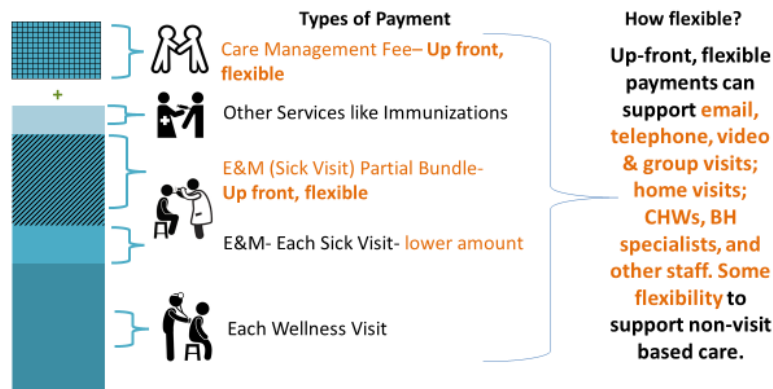 Types of Payment
Care Management Fee– Up front,
flexible
+
Other Services like Immunizations
E&M (Sick Visit) Partial Bundle-
Up front, flexible
E&M- Each Sick Visit- lower amount
Each Wellness Visit
How flexible?
Up-front, flexible
payments can
support email,
telephone, video
& group visits;
home visits;
CHWs, BH
specialists, and
other staff. Some
flexibility to
support non-visit
based care.